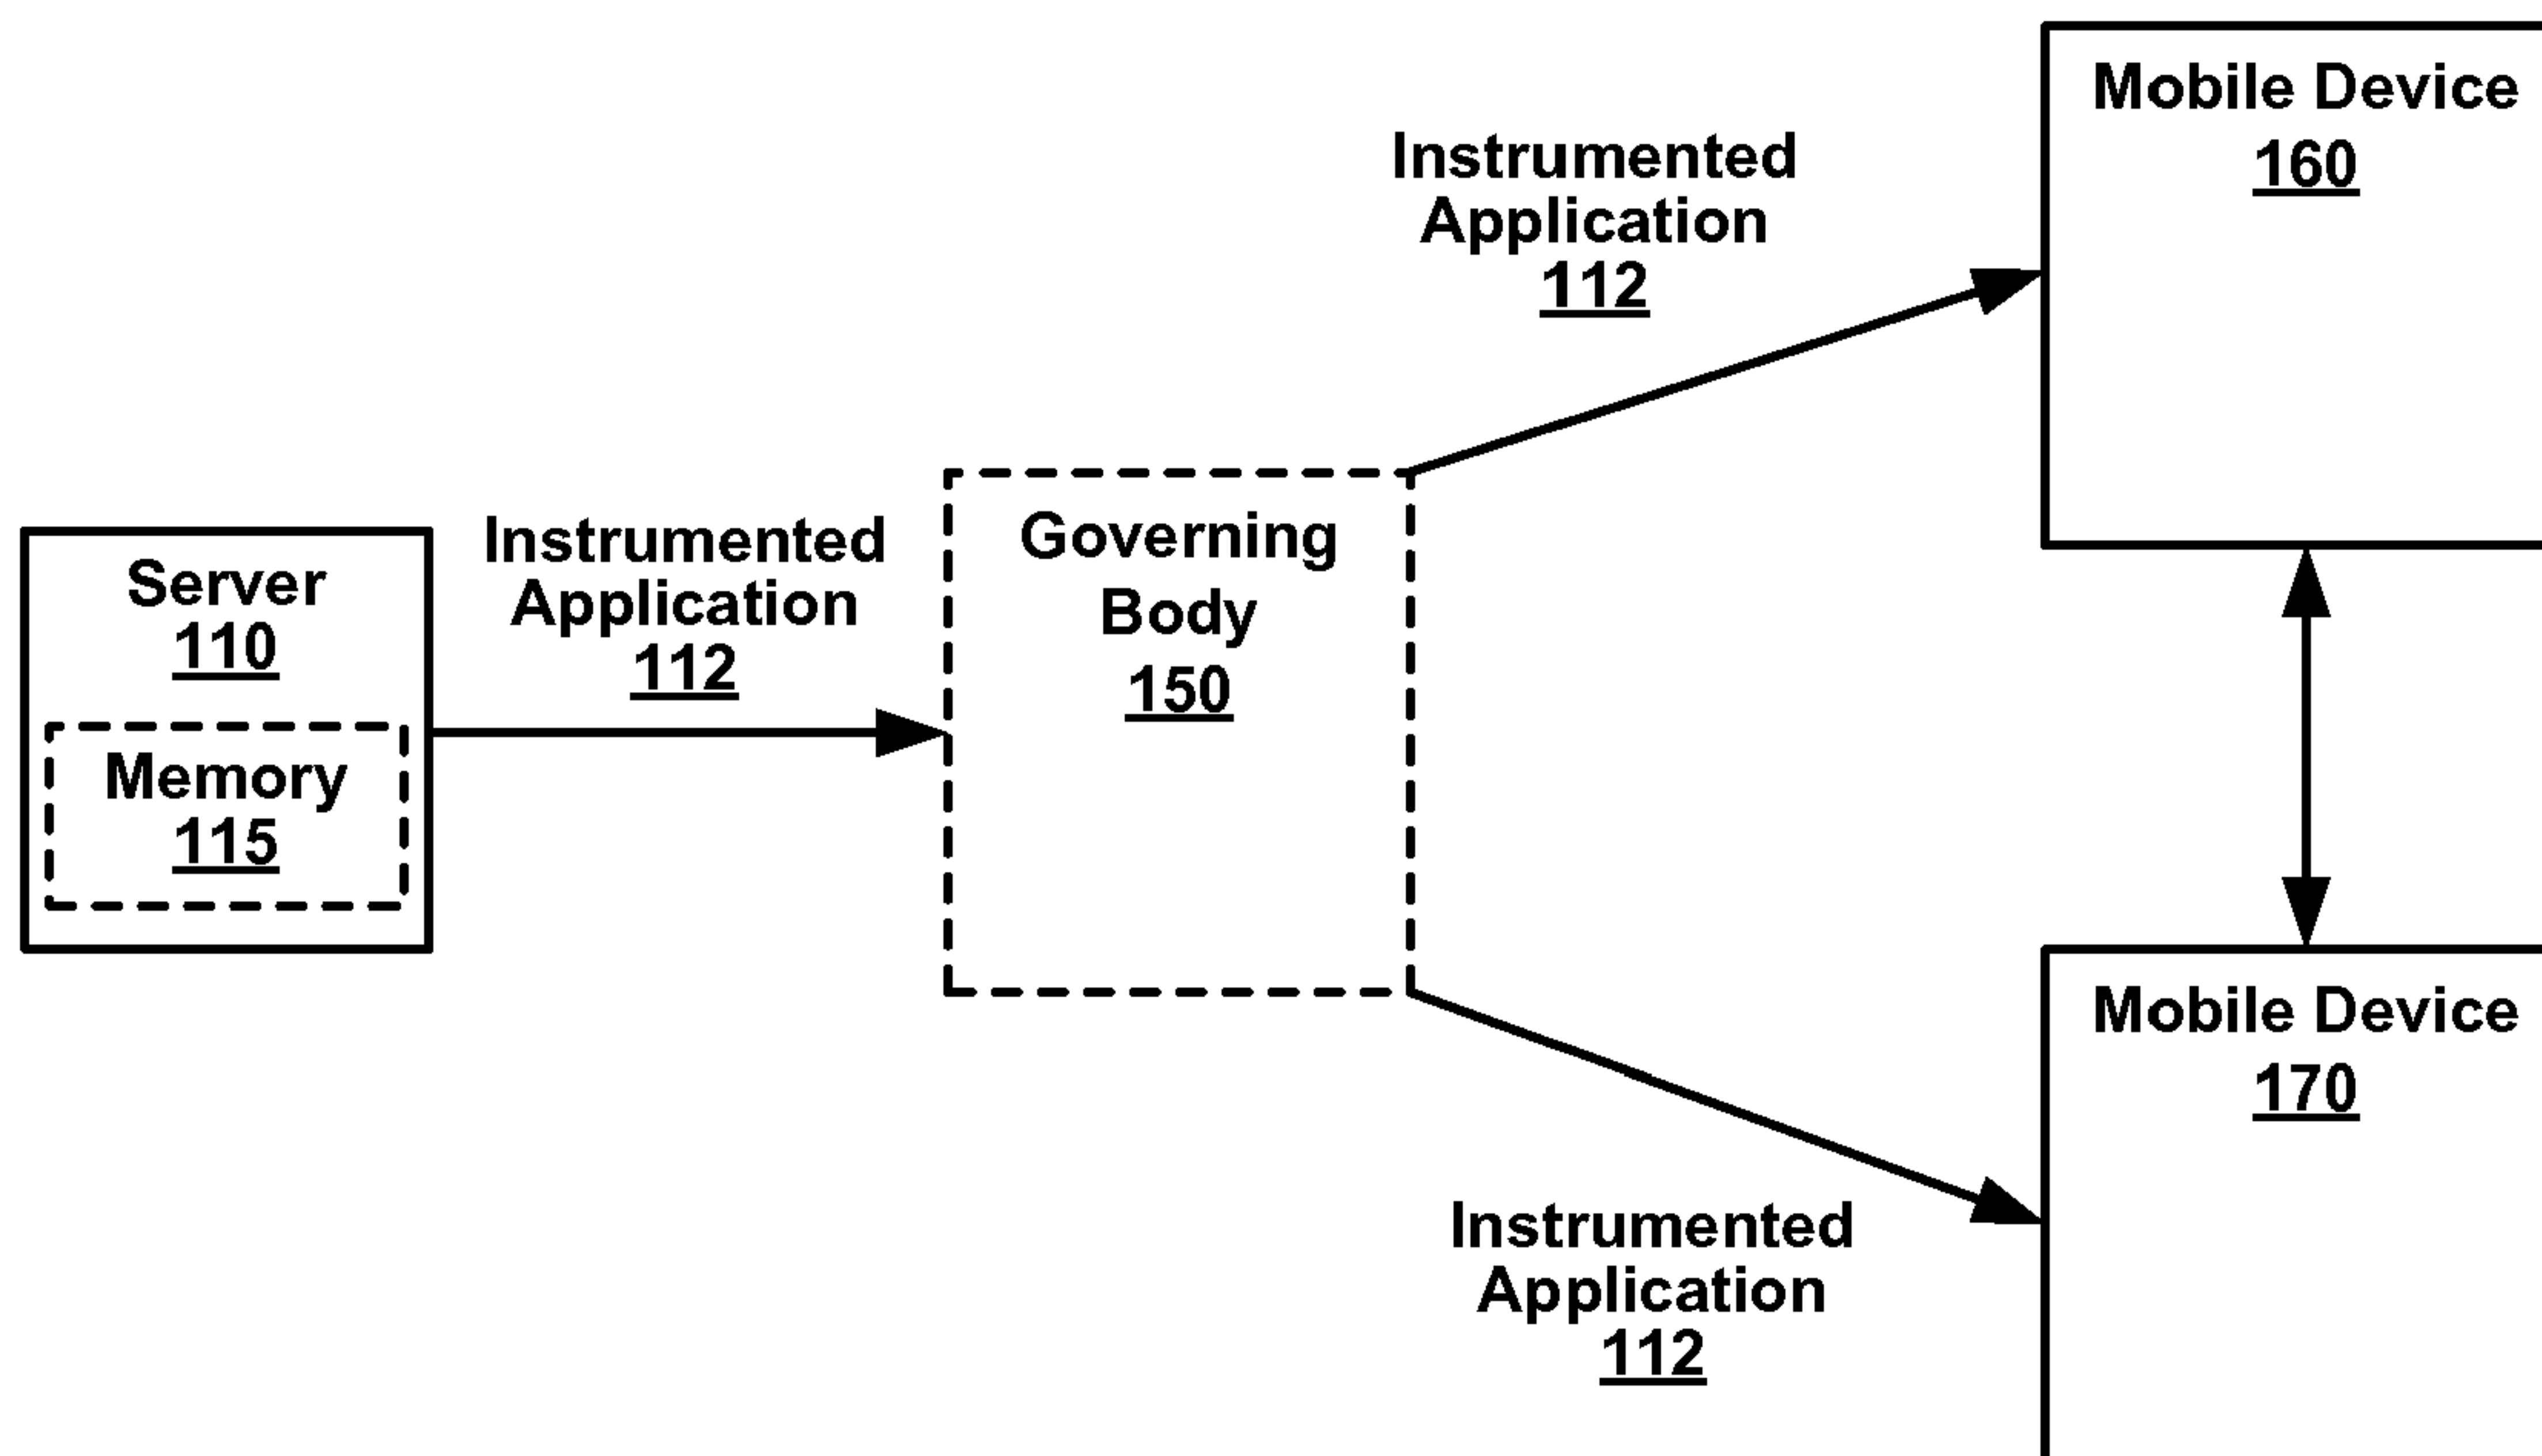 Server
110
Memory
115
Instrumented
Application
112
Governing
Body
150
Instrumented
Application
112
Mobile Device
160
Instrumented
Application
112
Mobile Device
170